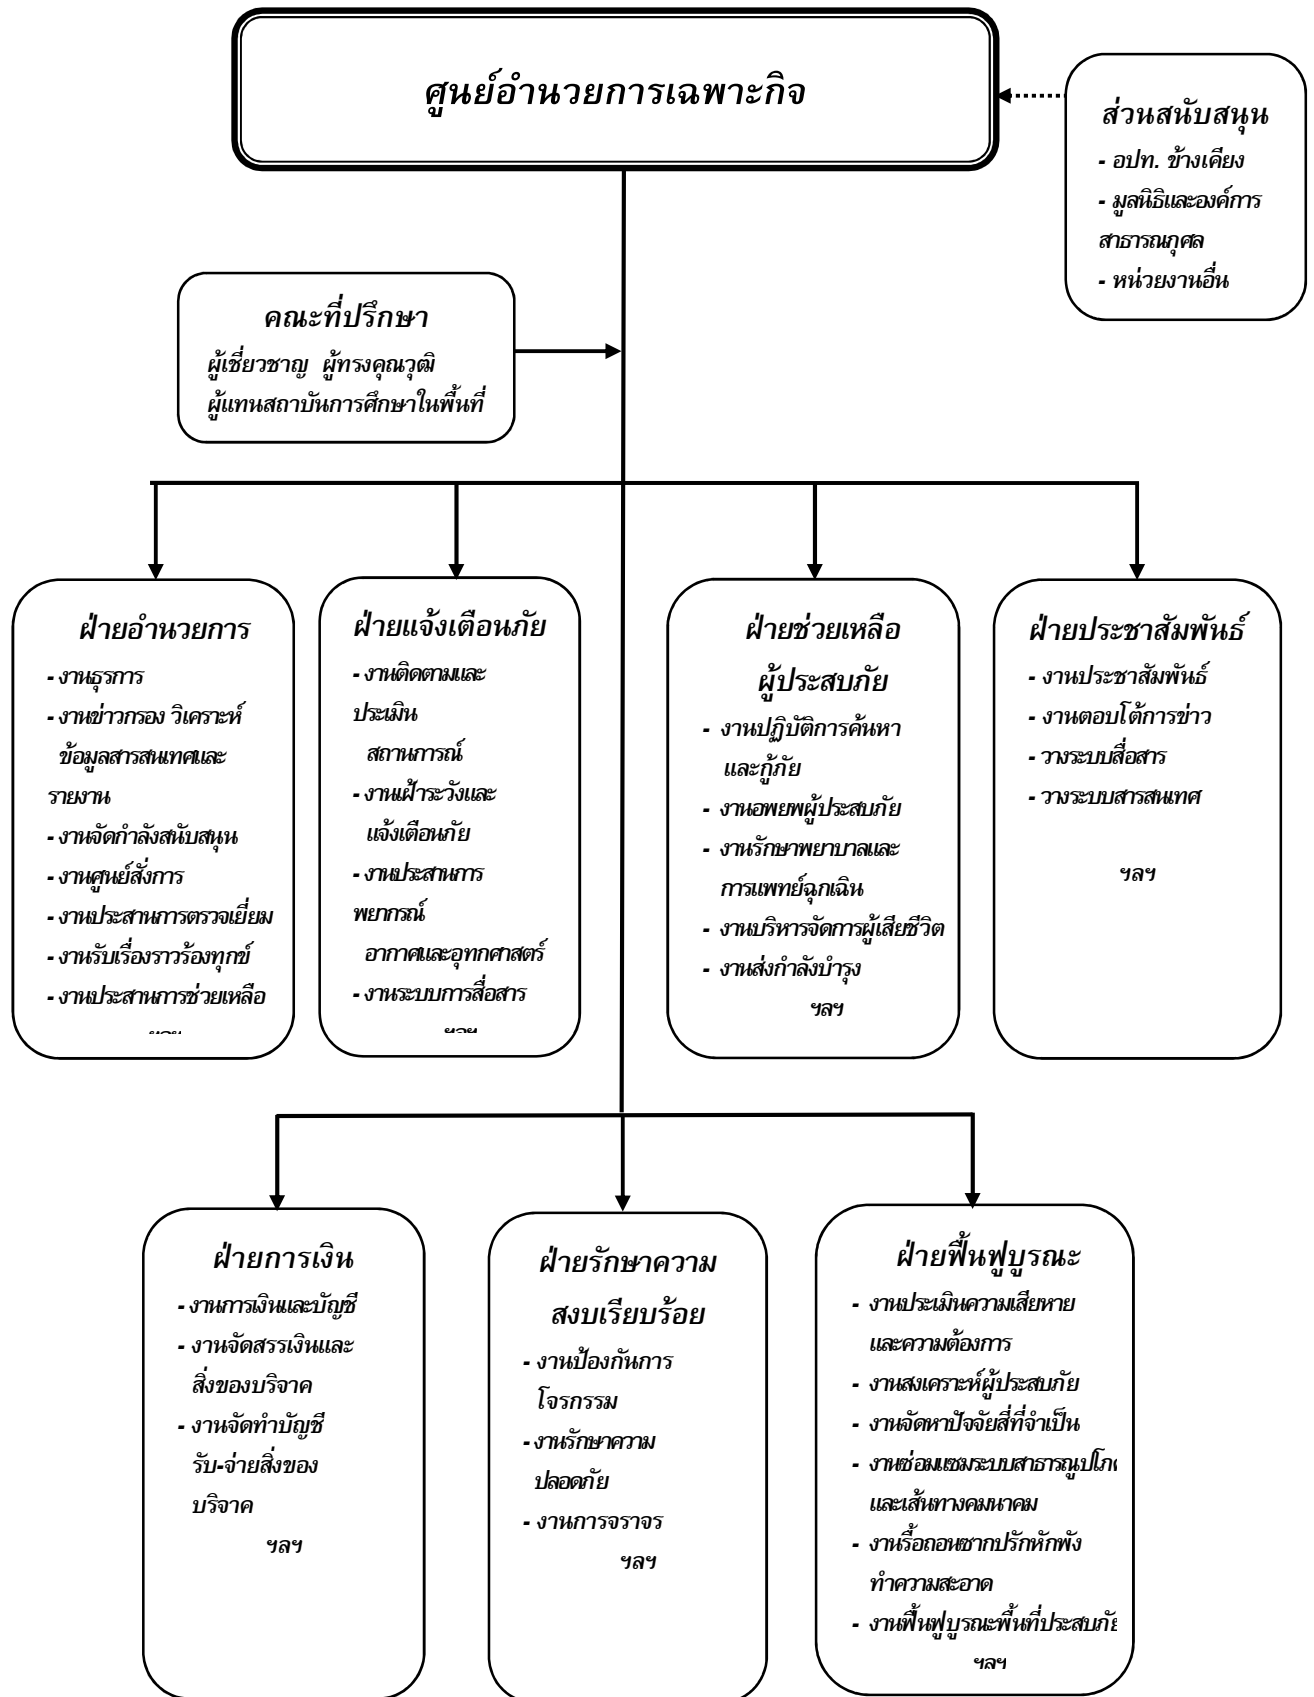 ศูนย์อำนวยการเฉพาะกิจ
ส่วนสนับสนุน
- อปท. ข้างเคียง
- มูลนิธิและองค์การ
สาธารณกุศล
- หน่วยงานอื่น
คณะที่ปรึกษา
ผู้เชี่ยวชาญ ผู้ทรงคุณวุฒิ
ผู้แทนสถาบันการศึกษาในพื้นที่
ฝ่ายอำนวยการ
- งานธุรการ
- งานข่าวกรอง วิเคราะห์
ข้อมูลสารสนเทศและ
รายงาน
- งานจัดกำลังสนับสนุน
- งานศูนย์สั่งการ
- งานประสานการตรวจเยี่ยม
- งานรับเรื่องราวร้องทุกข์
- งานประสานการช่วยเหลือ
ฝ่ายแจ้งเตือนภัย
- งานติดตามและ
ประเมิน
สถานการณ์
- งานเฝ้าระวังและ
แจ้งเตือนภัย
- งานประสานการ
พยากรณ์
อากาศและอุทกศาสตร์
- งานระบบการสื่อสาร
ฯลฯ
ฝ่ายช่วยเหลือ
ผู้ประสบภัย
- งานปฏิบัติการค้นหา
และกู้ภัย
- งานอพยพผู้ประสบภัย
- งานรักษาพยาบาลและ
การแพทย์ฉุกเฉิน
- งานบริหารจัดการผู้เสียชีวิต
- งานส่งกำลังบำรุง
ฯลฯ
ฝ่ายประชาสัมพันธ์
- งานประชาสัมพันธ์
- งานตอบโต้การข่าว
- วางระบบสื่อสาร
- วางระบบสารสนเทศ
ฯลฯ
ฝ่ายการเงิน
- งานการเงินและบัญชี
- งานจัดสรรเงินและ
สิ่งของบริจาค
- งานจัดทำบัญชี
รับ-จ่ายสิ่งของ
บริจาค
ฯลฯ
ฝ่ายรักษาความ
สงบเรียบร้อย
- งานป้องกันการ
โจรกรรม
- งานรักษาความ
ปลอดภัย
- งานการจราจร
ฯลฯ
ฝ่ายฟื้นฟูบูรณะ
- งานประเมินความเสียหาย
และความต้องการ
- งานสงเคราะห์ผู้ประสบภัย
- งานจัดหาปัจจัยสี่ที่จำเป็น
- งานซ่อมแซมระบบสาธารณูปโภค
และเส้นทางคมนาคม
- งานรื้อถอนซากปรักหักพัง
ทำความสะอาด
- งานฟื้นฟูบูรณะพื้นที่ประสบภัย
ฯลฯ